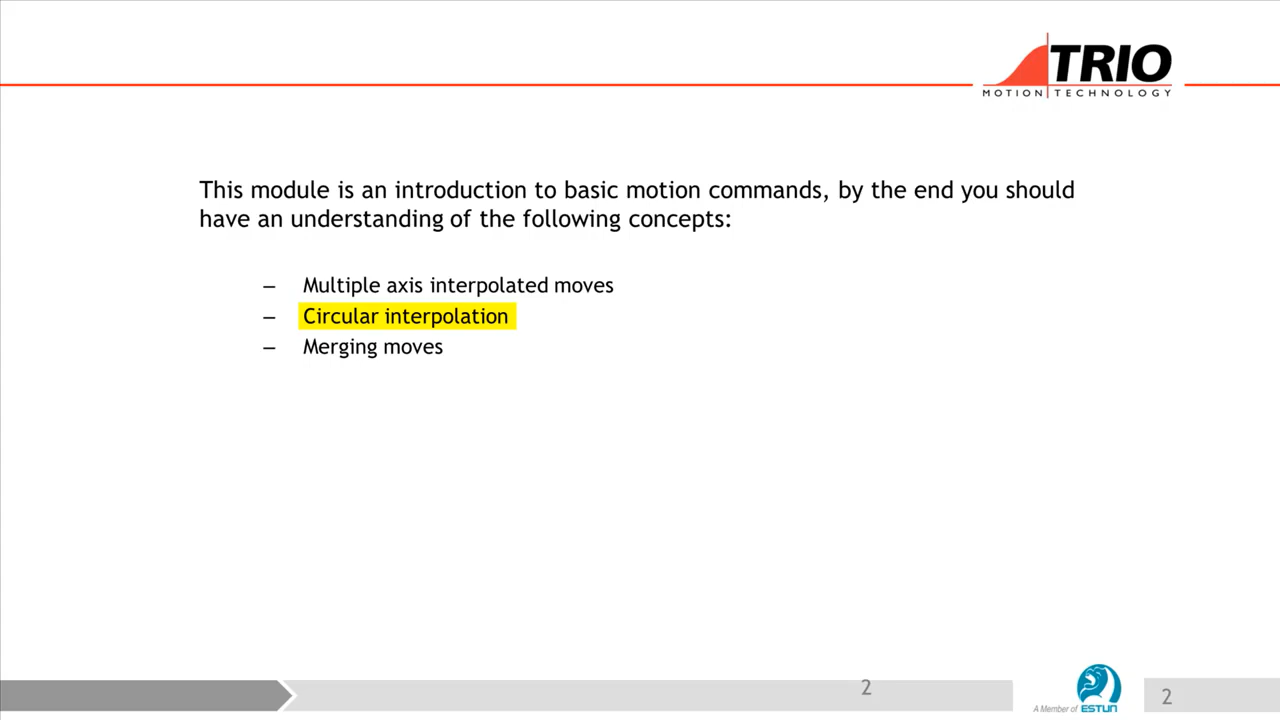 TRIO
MOTION TECHNOLOGY
This module is an introduction to basic motion commands, by the end you should
have an understanding of the following concepts:
– Multiple axis interpolated moves
– Circular interpolation
– Merging moves
2
A Member of ESTUN
2